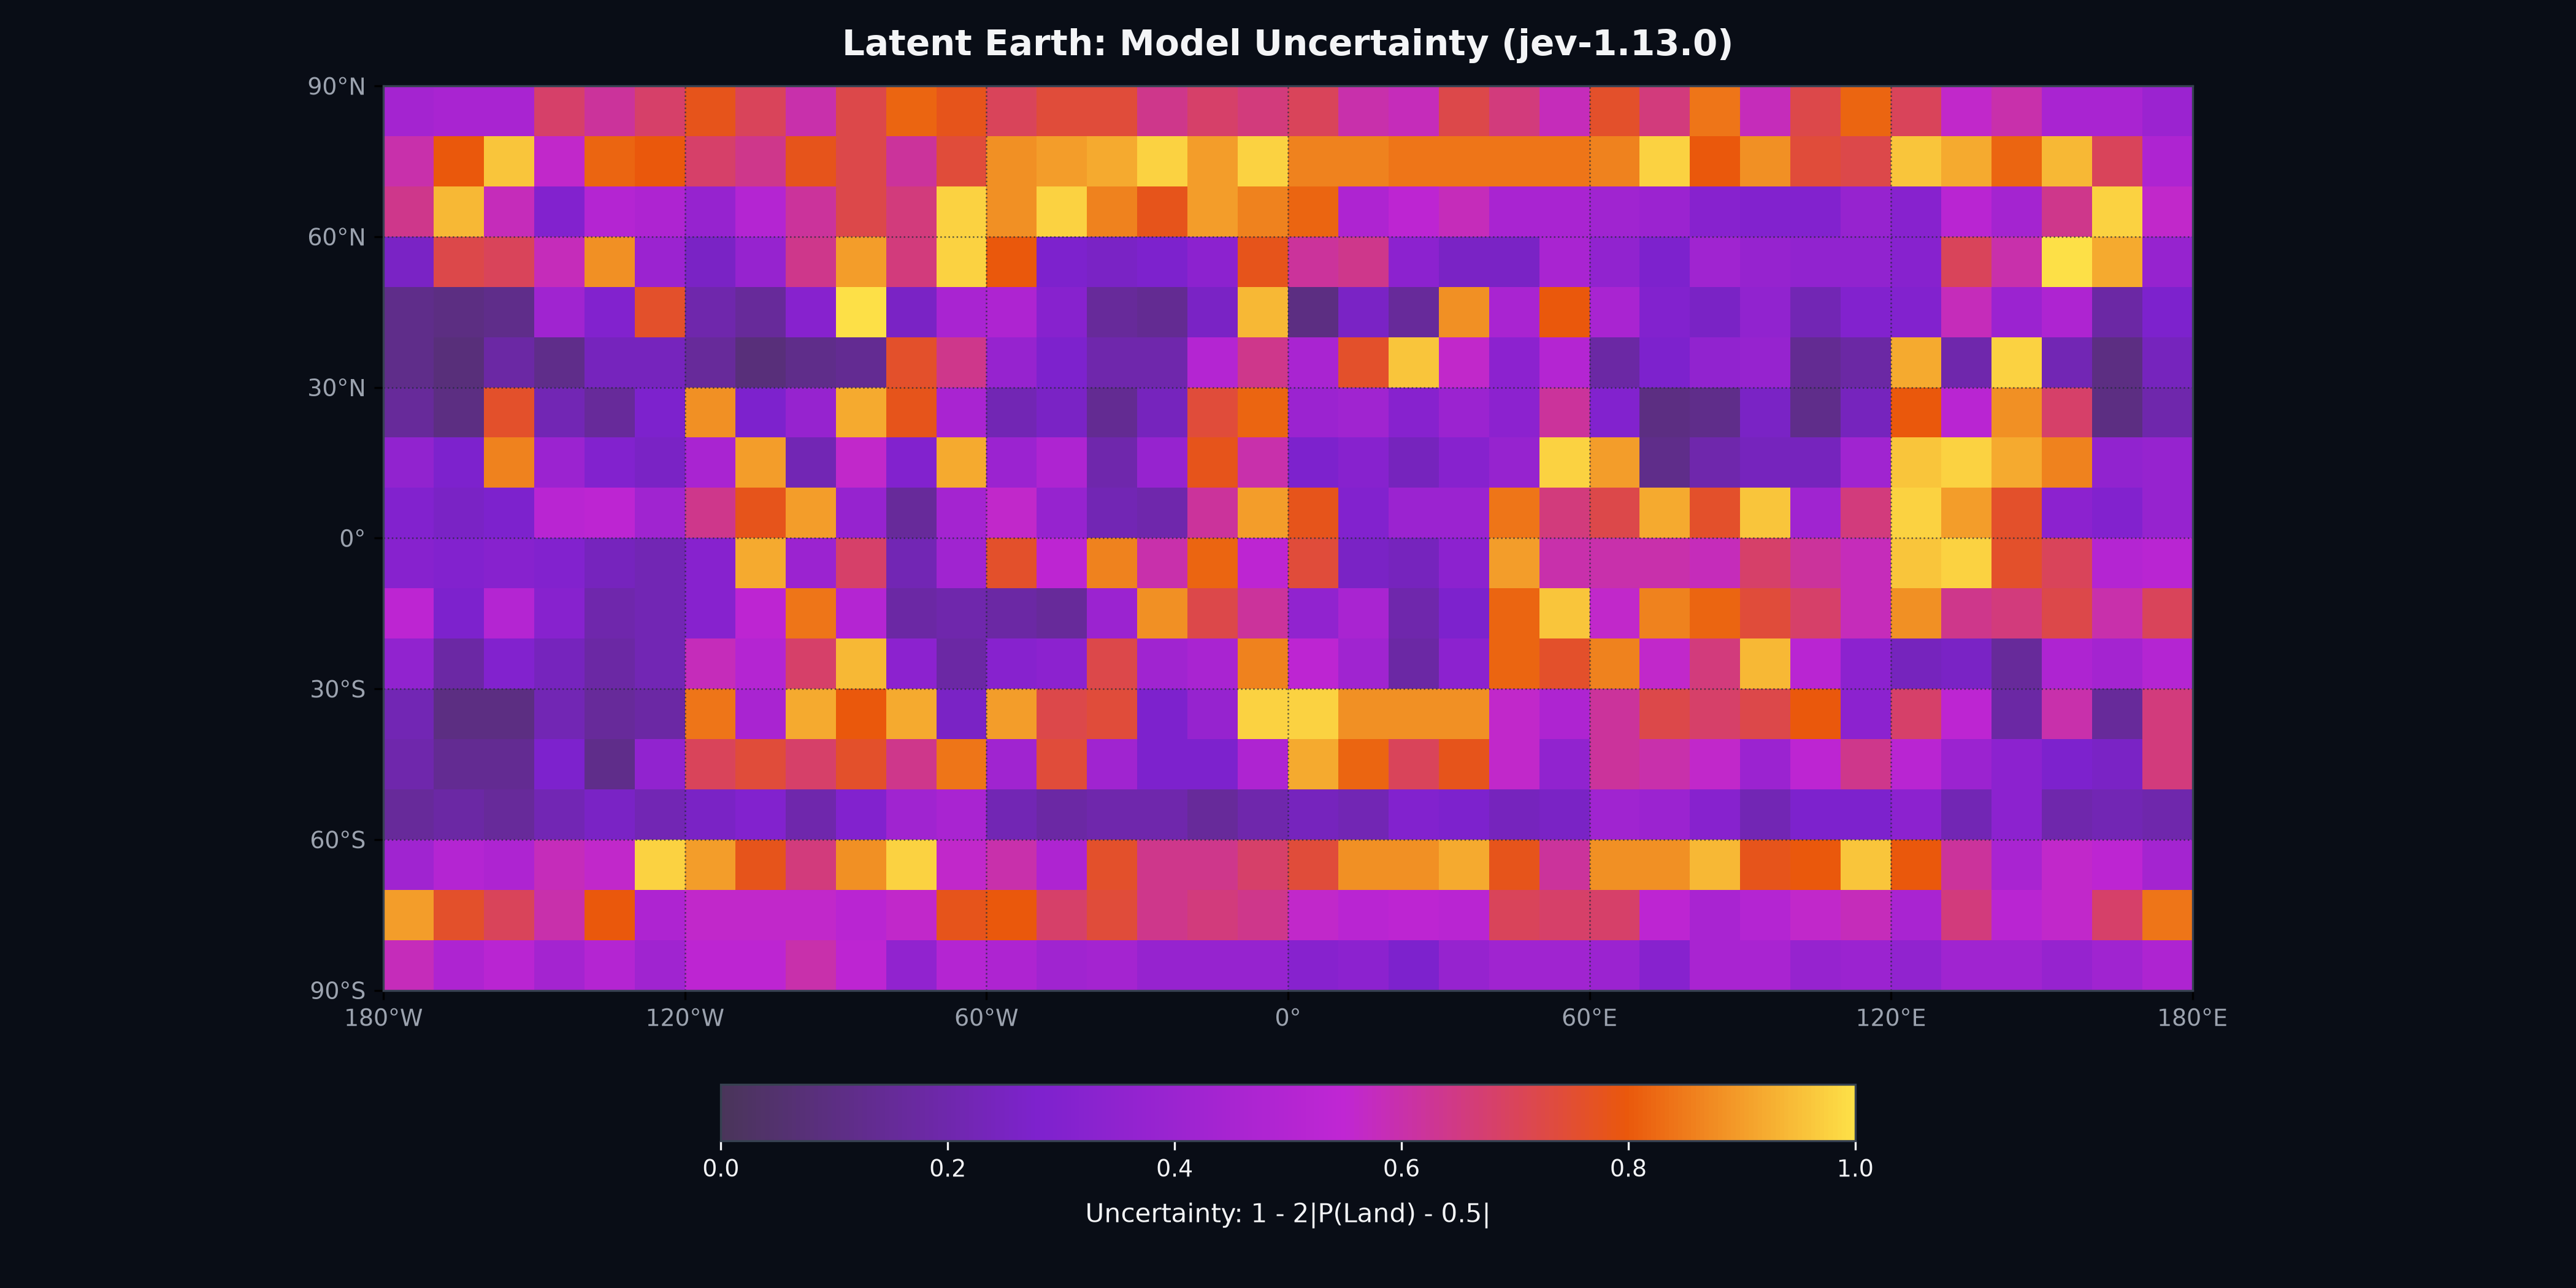 Latent Earth: Model Uncertainty (jev-1.13.0)
90°N
60°N
30°N
0°
30°S
60°S
90°S
180°W 120°W 60°W 0° 60°E 120°E 180°E
0.0 0.2 0.4 0.6 0.8 1.0
Uncertainty: 1 - 2|P(Land) - 0.5|